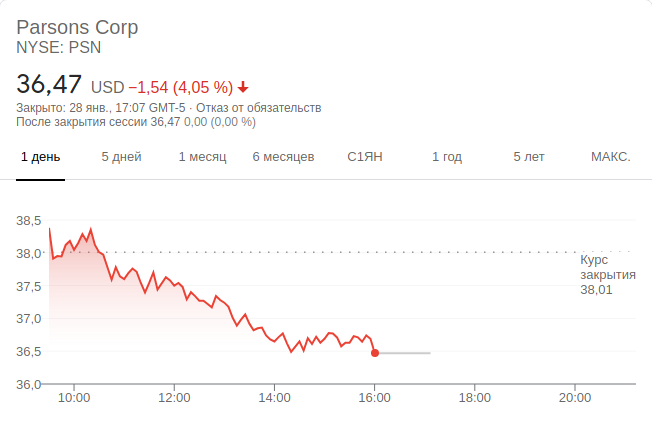 Parsons Corp
NYSE: PSN
36,47 USD −1,54 (4,05 %)
Закрыто: 28 янв., 17:07 GMT-5 · Отказ от обязательств
После закрытия сессии 36,47 0,00 (0,00 %)
1 день 5 дней 1 месяц 6 месяцев С1ЯН 1 год 5 лет МАКС.
38,5
38,0
Курс
закрытия
38,01
37,5
37,0
36,5
36,0
10:00 12:00 14:00 16:00 18:00 20:00